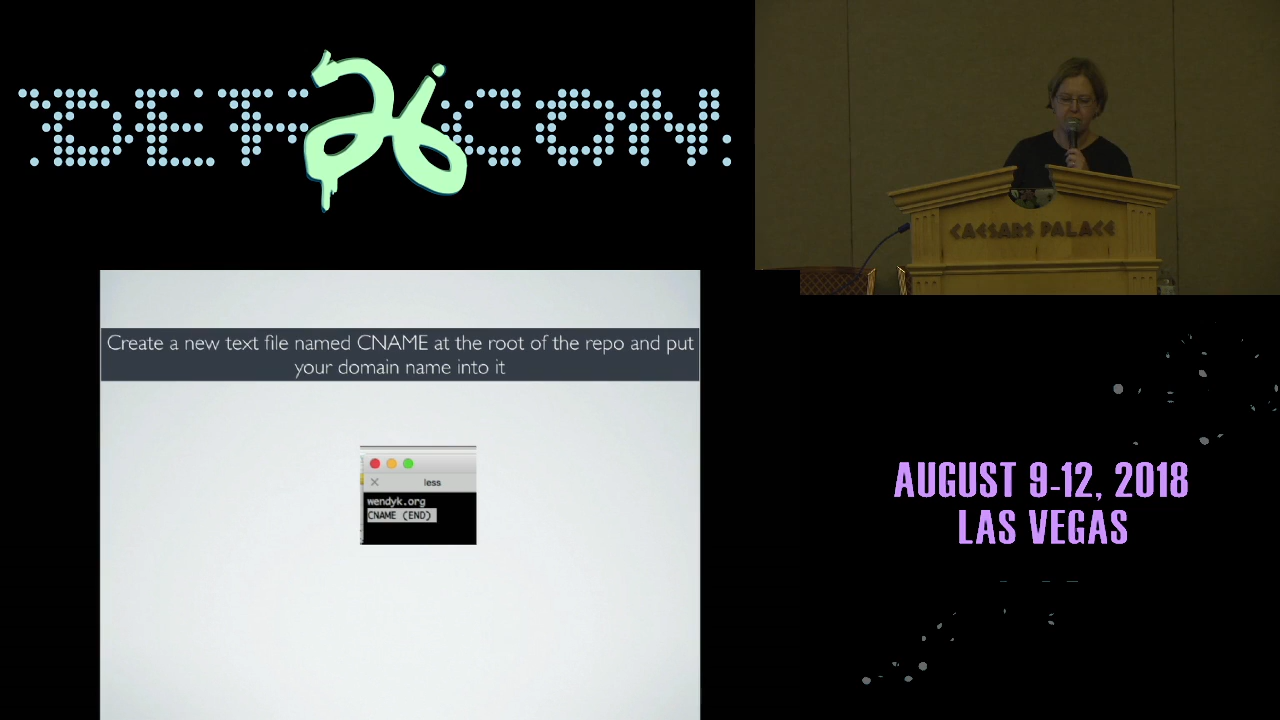 DEF 26 CON
CAESARS PALACE
Create a new text file named CNAME at the root of the repo and put
your domain name into it
less
wendyk.org
CNAME (END)
AUGUST 9-12, 2018
LAS VEGAS